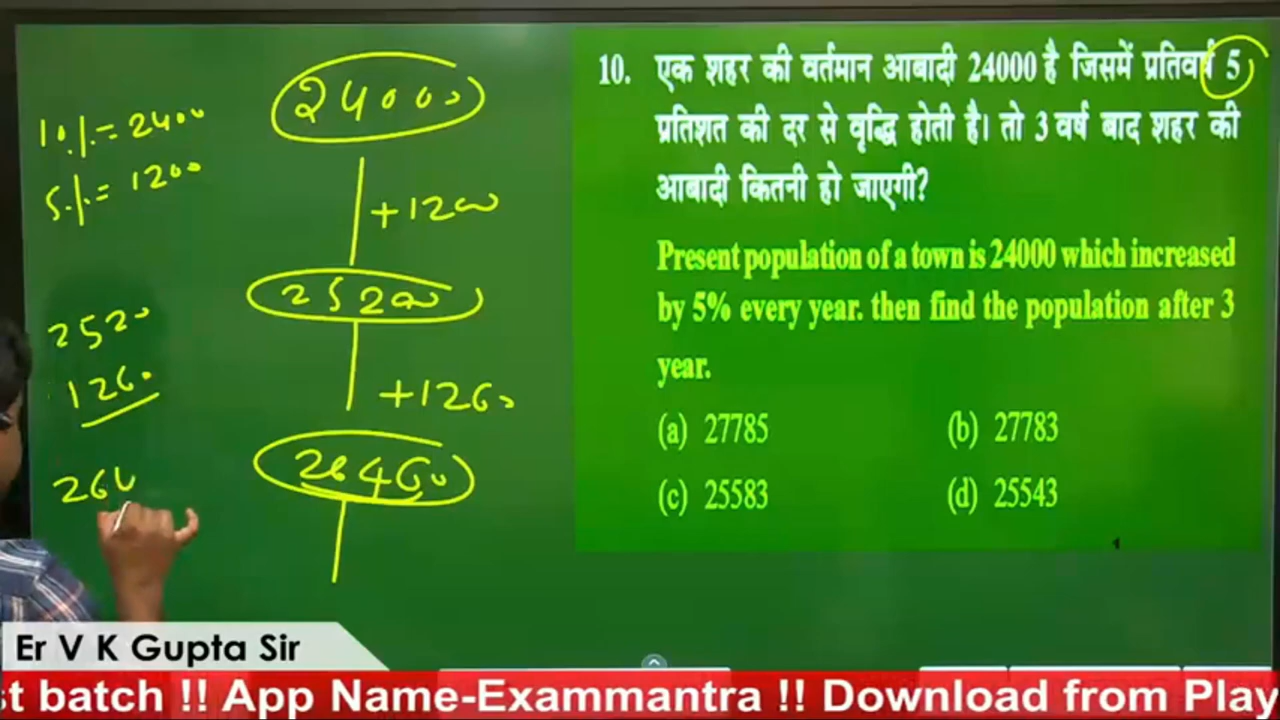 10. एक शहर की वर्तमान आबादी 24000 है जिसमें प्रतिवर्ष 5
प्रतिशत की दर से वृद्धि होती है। तो 3 वर्ष बाद शहर की
आबादी कितनी हो जाएगी?
Present population of a town is 24000 which increased
by 5% every year. then find the population after 3
year.
(a) 27785 (b) 27783
(c) 25583 (d) 25543
10%=2400
5%=1200
2520
1260
264
24000
+1200
25200
+1260
26460
Er V K Gupta Sir
st batch !! App Name-Exammantra !! Download from Play